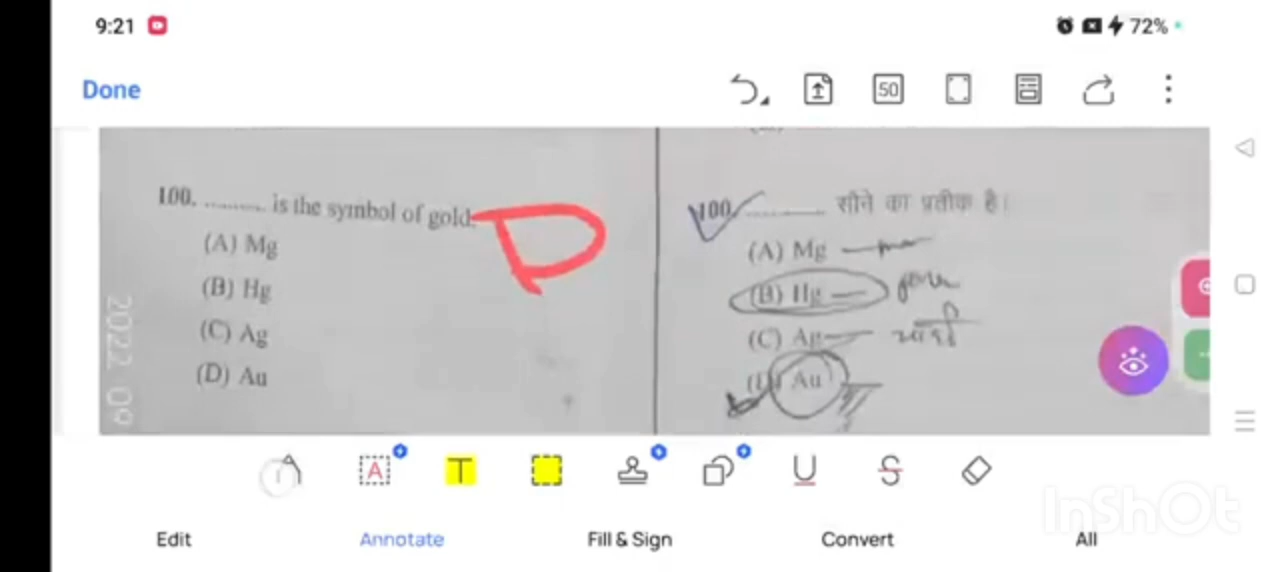 9:21
72%
Done
50
100. ......... is the symbol of gold.
(A) Mg
(B) Hg
(C) Ag
(D) Au
D
100. ......... सोने का प्रतीक है।
(A) Mg
(B) Hg
(C) Ag
(D) Au
2022 09
A
T
U
S
Edit
Annotate
Fill & Sign
Convert
All
InShOt